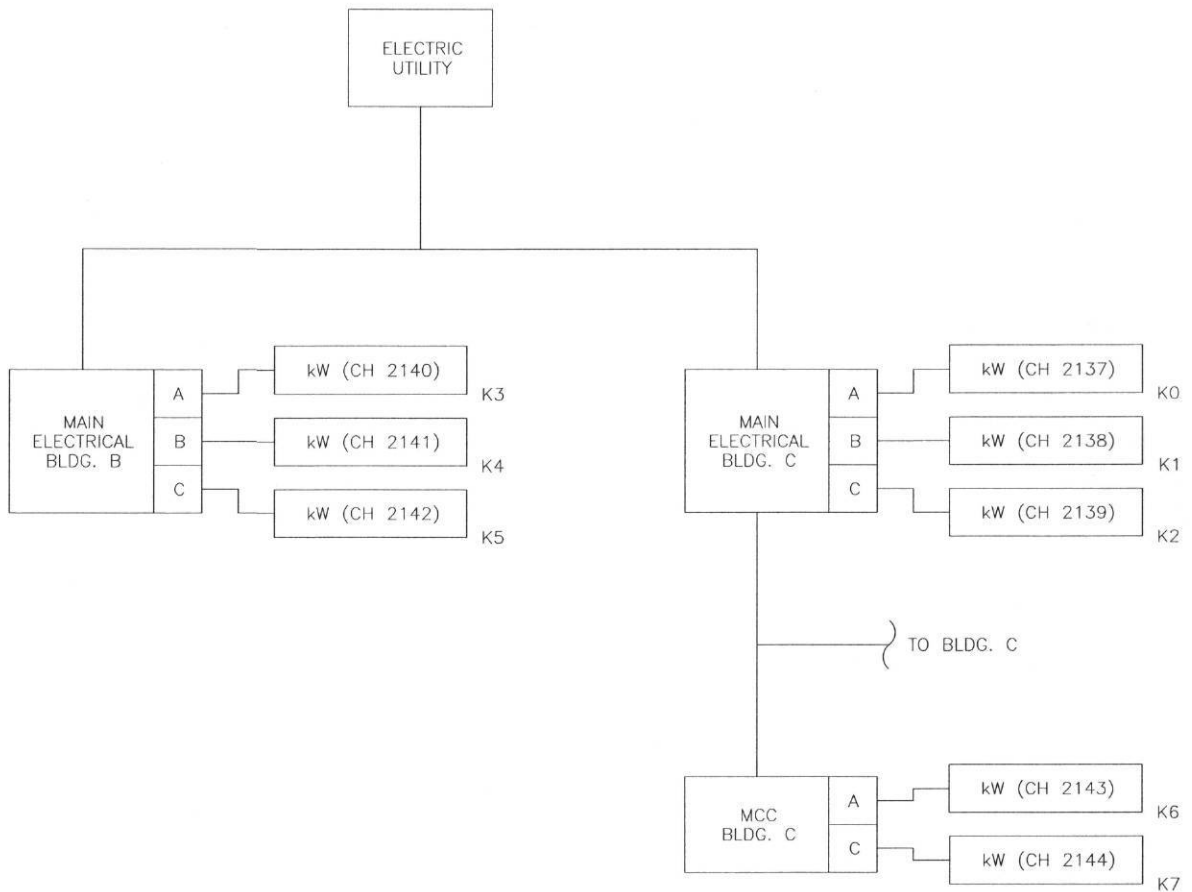 ELECTRIC
UTILITY
MAIN
ELECTRICAL
BLDG. B
A
B
C
kW (CH 2140)
K3
kW (CH 2141)
K4
kW (CH 2142)
K5
MAIN
ELECTRICAL
BLDG. C
A
B
C
kW (CH 2137)
K0
kW (CH 2138)
K1
kW (CH 2139)
K2
TO BLDG. C
MCC
BLDG. C
A
C
kW (CH 2143)
K6
kW (CH 2144)
K7